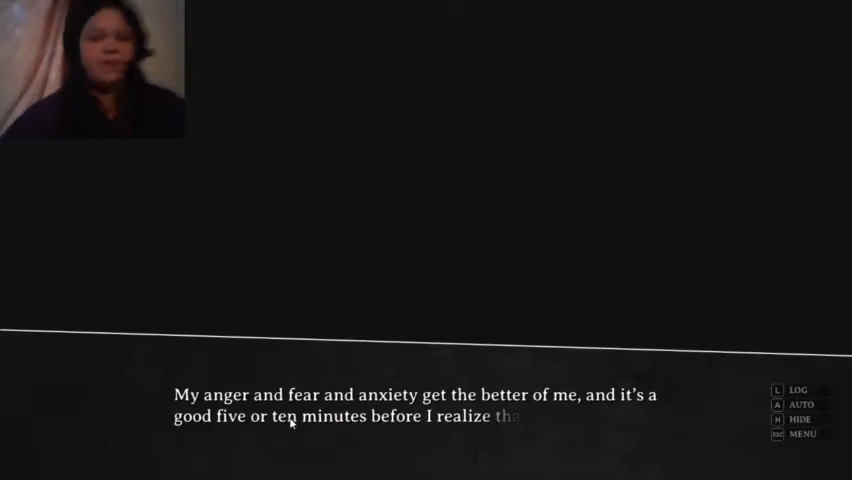 My anger and fear and anxiety get the better of me, and it's a
good five or ten minutes before I realize tha
L LOG
A AUTO
H HIDE
ESC MENU